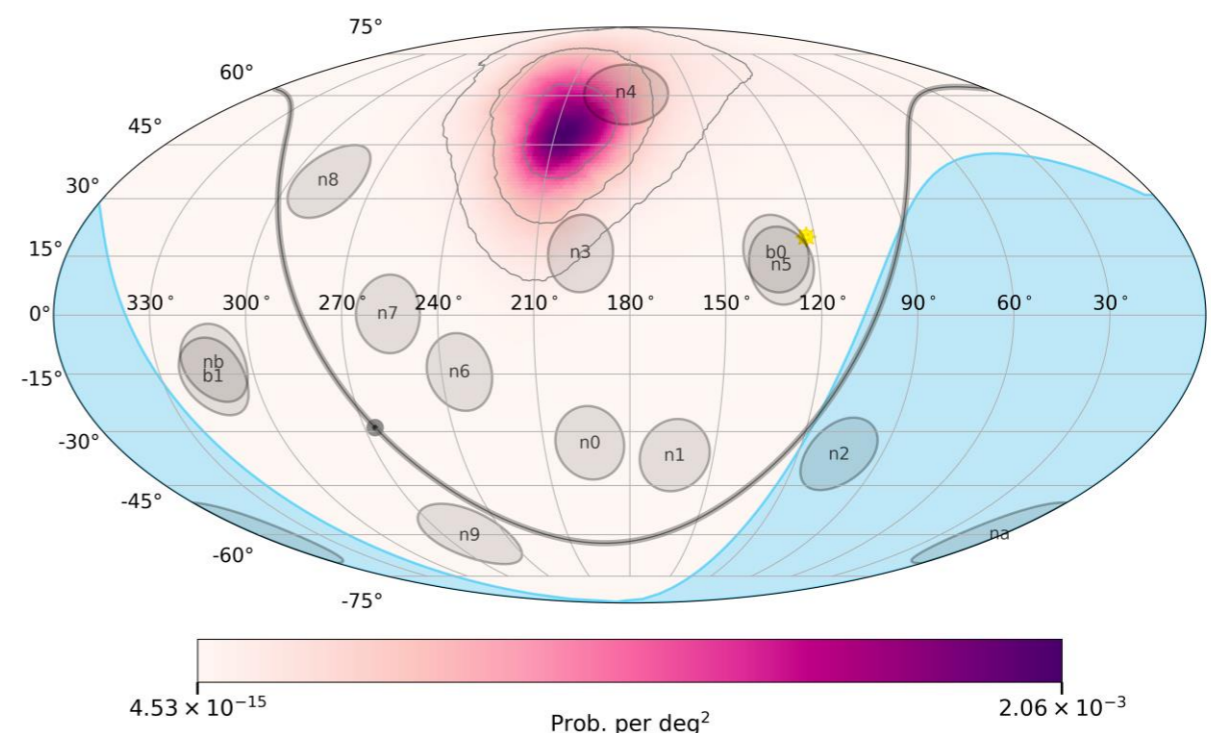 75°
60°
45°
n4
n8
30°
15°
n3
b0
n5
0°
330°
300°
270°
n7
240°
210°
180°
150°
120°
90°
60°
30°
nb
b1
n6
-15°
-30°
n0
n1
n2
-45°
n9
na
-60°
-75°
4.53 × 10⁻¹⁵
2.06 × 10⁻³
Prob. per deg²